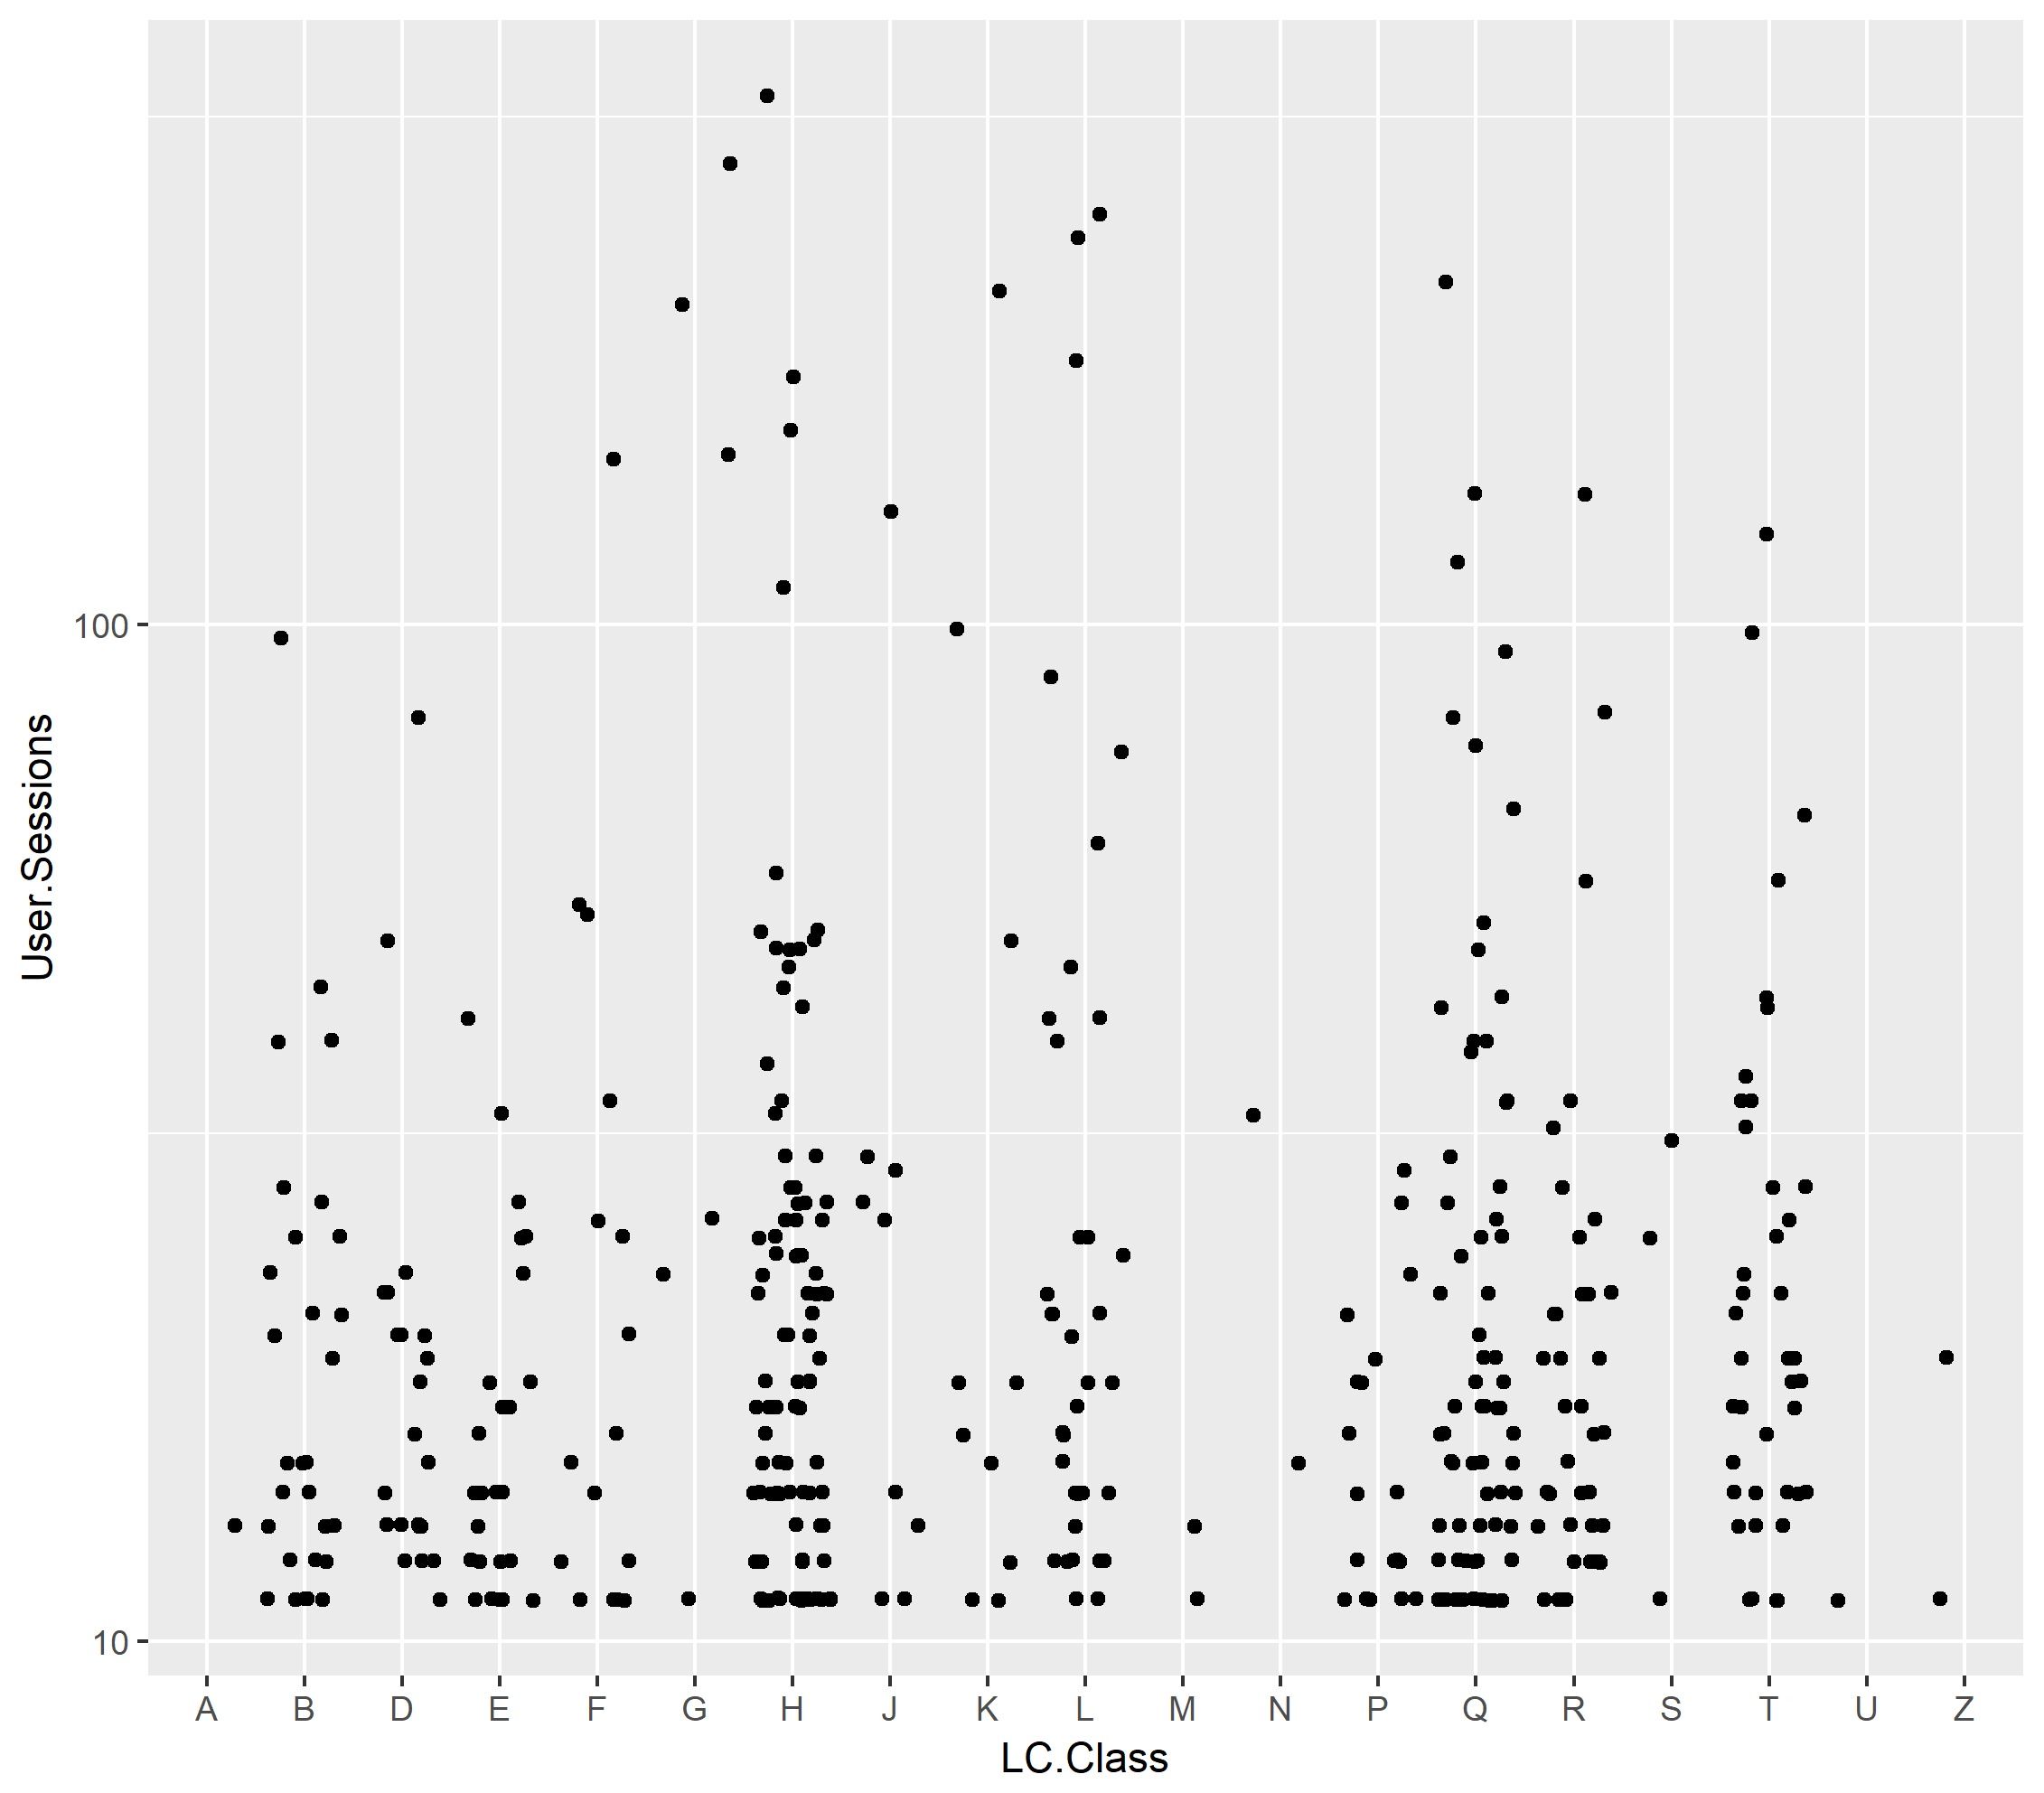 User.Sessions
100
10
A B D E F G H J K L M N P Q R S T U Z
LC.Class